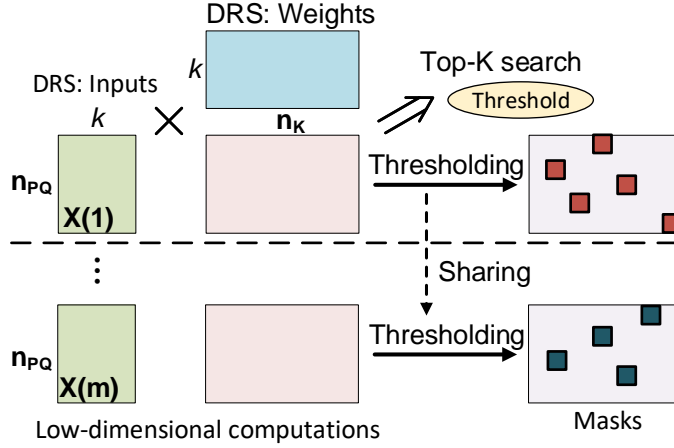 DRS: Weights
k
Top-K search
Threshold
DRS: Inputs
k
n_K
n_PQ
X(1)
Thresholding
Sharing
n_PQ
X(m)
Thresholding
Low-dimensional computations
Masks